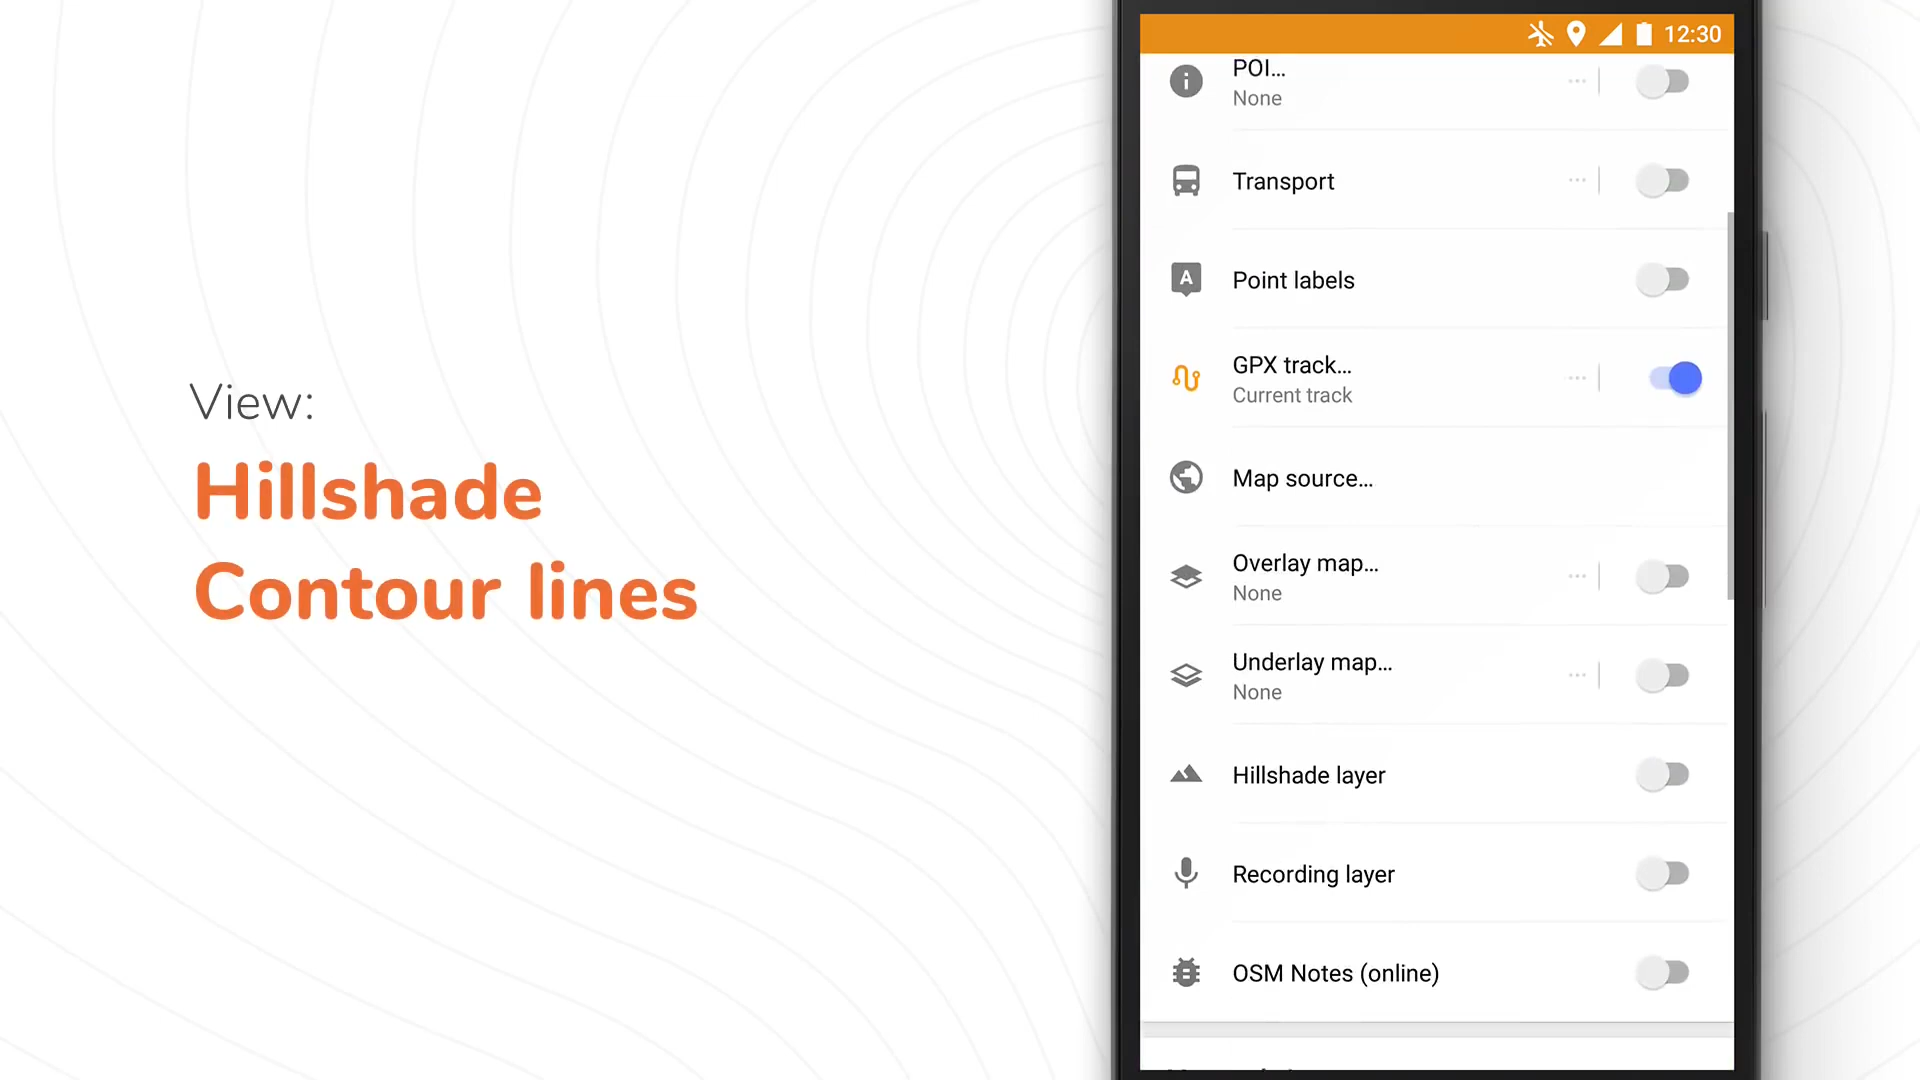 View:
Hillshade
Contour lines
12:30
POI...
None
Transport
A
Point labels
GPX track...
Current track
Map source...
Overlay map...
None
Underlay map...
None
Hillshade layer
Recording layer
OSM Notes (online)